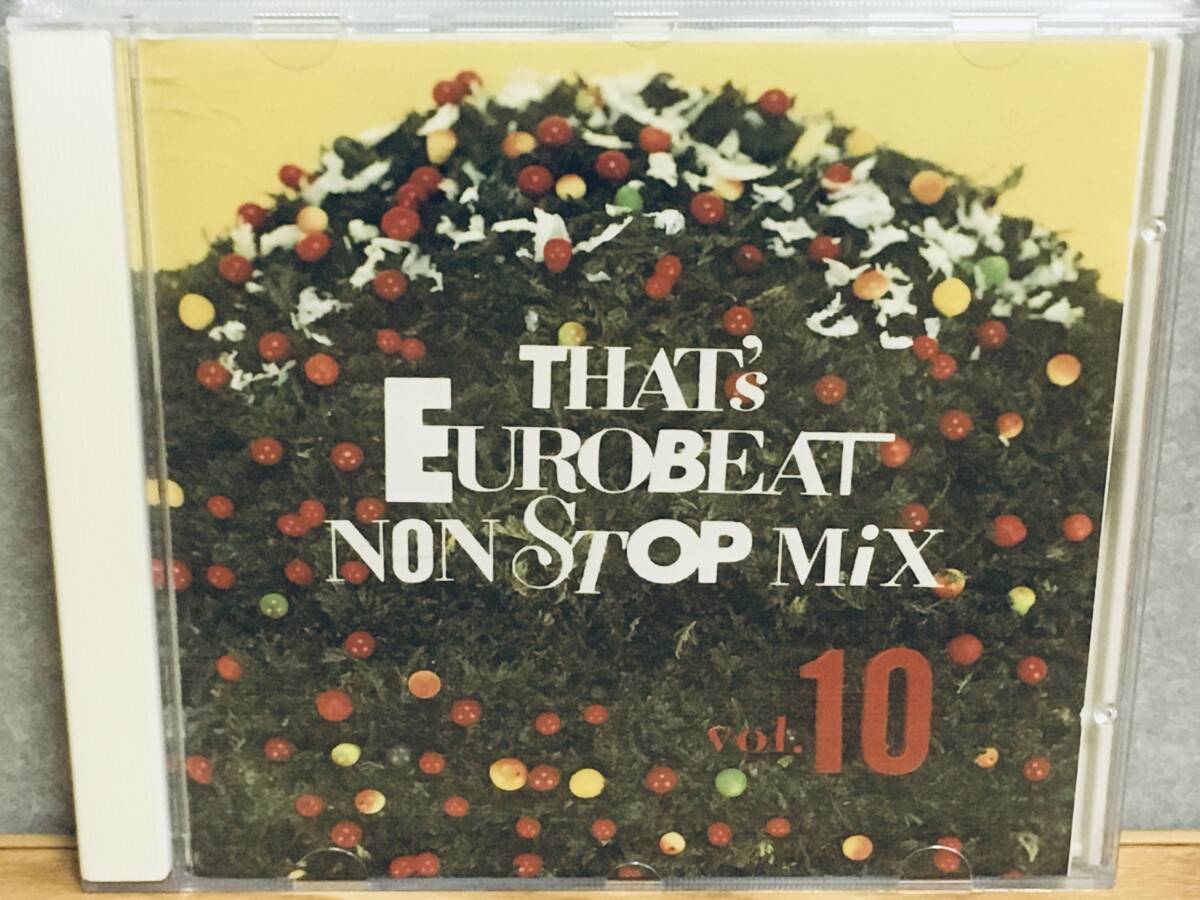 THAT's
EUROBEAT
NON STOP MiX
vol.10